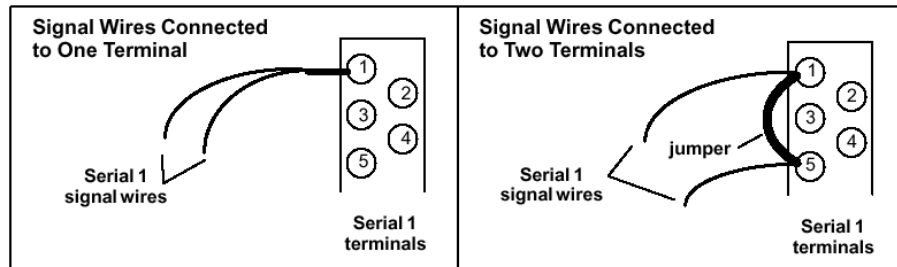 Signal Wires Connected
to One Terminal
1
2
3
4
5
Serial 1
signal wires
Serial 1
terminals
Signal Wires Connected
to Two Terminals
1
2
3
4
jumper
5
Serial 1
signal wires
Serial 1
terminals